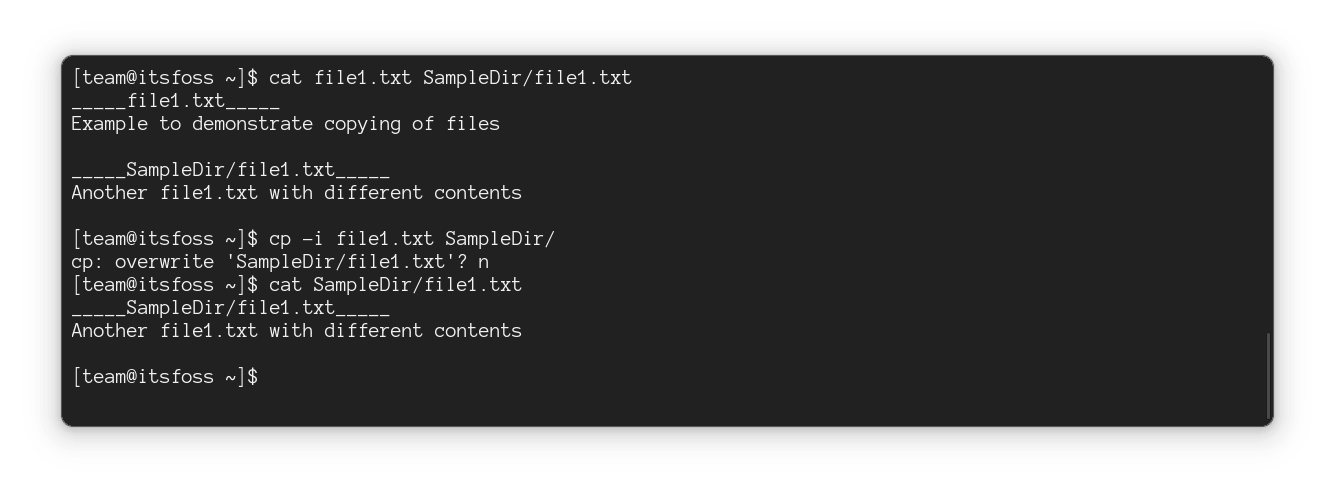 [team@itsfoss ~]$ cat file1.txt SampleDir/file1.txt
_____file1.txt_____
Example to demonstrate copying of files
_____SampleDir/file1.txt_____
Another file1.txt with different contents
[team@itsfoss ~]$ cp -i file1.txt SampleDir/
cp: overwrite 'SampleDir/file1.txt'? n
[team@itsfoss ~]$ cat SampleDir/file1.txt
_____SampleDir/file1.txt_____
Another file1.txt with different contents
[team@itsfoss ~]$